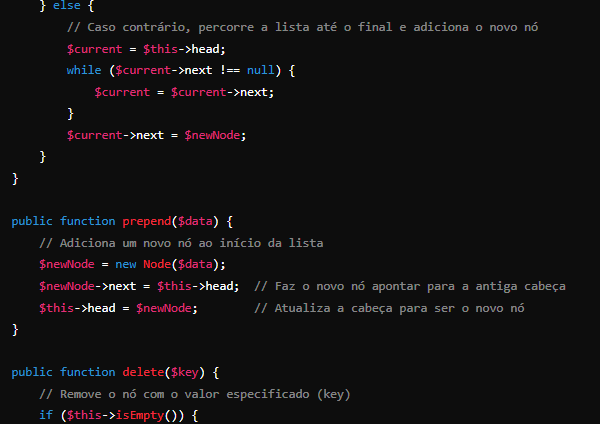 } else {
// Caso contrário, percorre a lista até o final e adiciona o novo nó
$current = $this->head;
while ($current->next !== null) {
$current = $current->next;
}
$current->next = $newNode;
}
}
public function prepend($data) {
// Adiciona um novo nó ao início da lista
$newNode = new Node($data);
$newNode->next = $this->head;  // Faz o novo nó apontar para a antiga cabeça
$this->head = $newNode;        // Atualiza a cabeça para ser o novo nó
}
public function delete($key) {
// Remove o nó com o valor especificado (key)
if ($this->isEmpty()) {